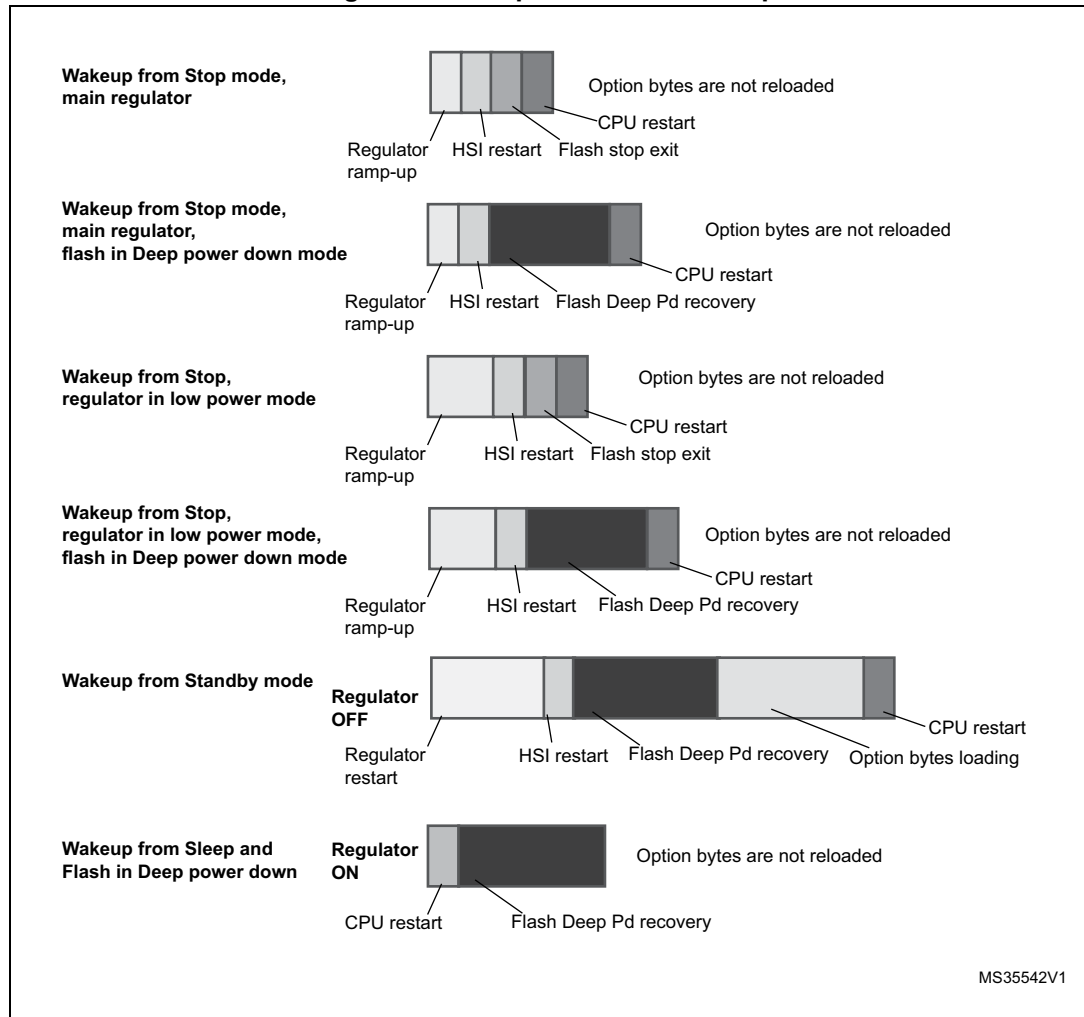 Wakeup from Stop mode,
main regulator
Option bytes are not reloaded
CPU restart
Regulator
ramp-up
HSI restart
Flash stop exit
Wakeup from Stop mode,
main regulator,
flash in Deep power down mode
Option bytes are not reloaded
CPU restart
Regulator
ramp-up
HSI restart
Flash Deep Pd recovery
Wakeup from Stop,
regulator in low power mode
Option bytes are not reloaded
CPU restart
Regulator
ramp-up
HSI restart
Flash stop exit
Wakeup from Stop,
regulator in low power mode,
flash in Deep power down mode
Option bytes are not reloaded
CPU restart
Regulator
ramp-up
HSI restart
Flash Deep Pd recovery
Wakeup from Standby mode
Regulator
OFF
CPU restart
Regulator
restart
HSI restart
Flash Deep Pd recovery
Option bytes loading
Wakeup from Sleep and
Flash in Deep power down
Regulator
ON
Option bytes are not reloaded
CPU restart
Flash Deep Pd recovery
MS35542V1